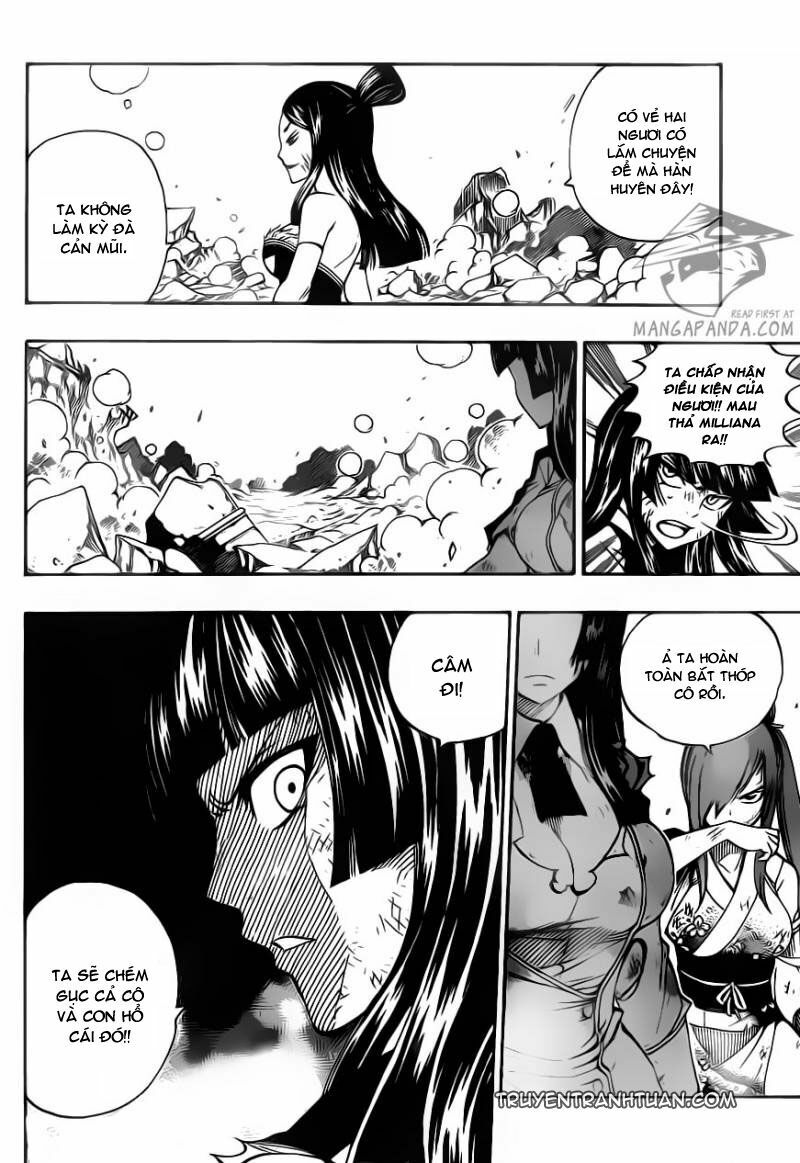 CÓ VẺ HAI
NGƯƠI CÓ
LẮM CHUYỆN
ĐỂ MÀ HÀN
HUYÊN ĐÂY!
TA KHÔNG
LÀM KỲ ĐÀ
CẢN MŨI.
READ FIRST AT
MANGAPANDA.COM
TA CHẤP NHẬN
ĐIỀU KIỆN CỦA
NGƯƠI!! MAU
THẢ MILLIANA
RA!!
Ả TA HOÀN
TOÀN BẮT THÓP
CÔ RỒI.
CÂM
ĐI!
TA SẼ CHÉM
GỤC CẢ CÔ
VÀ CON HỔ
CÁI ĐÓ!!
TRUYENTRANHTUAN.COM